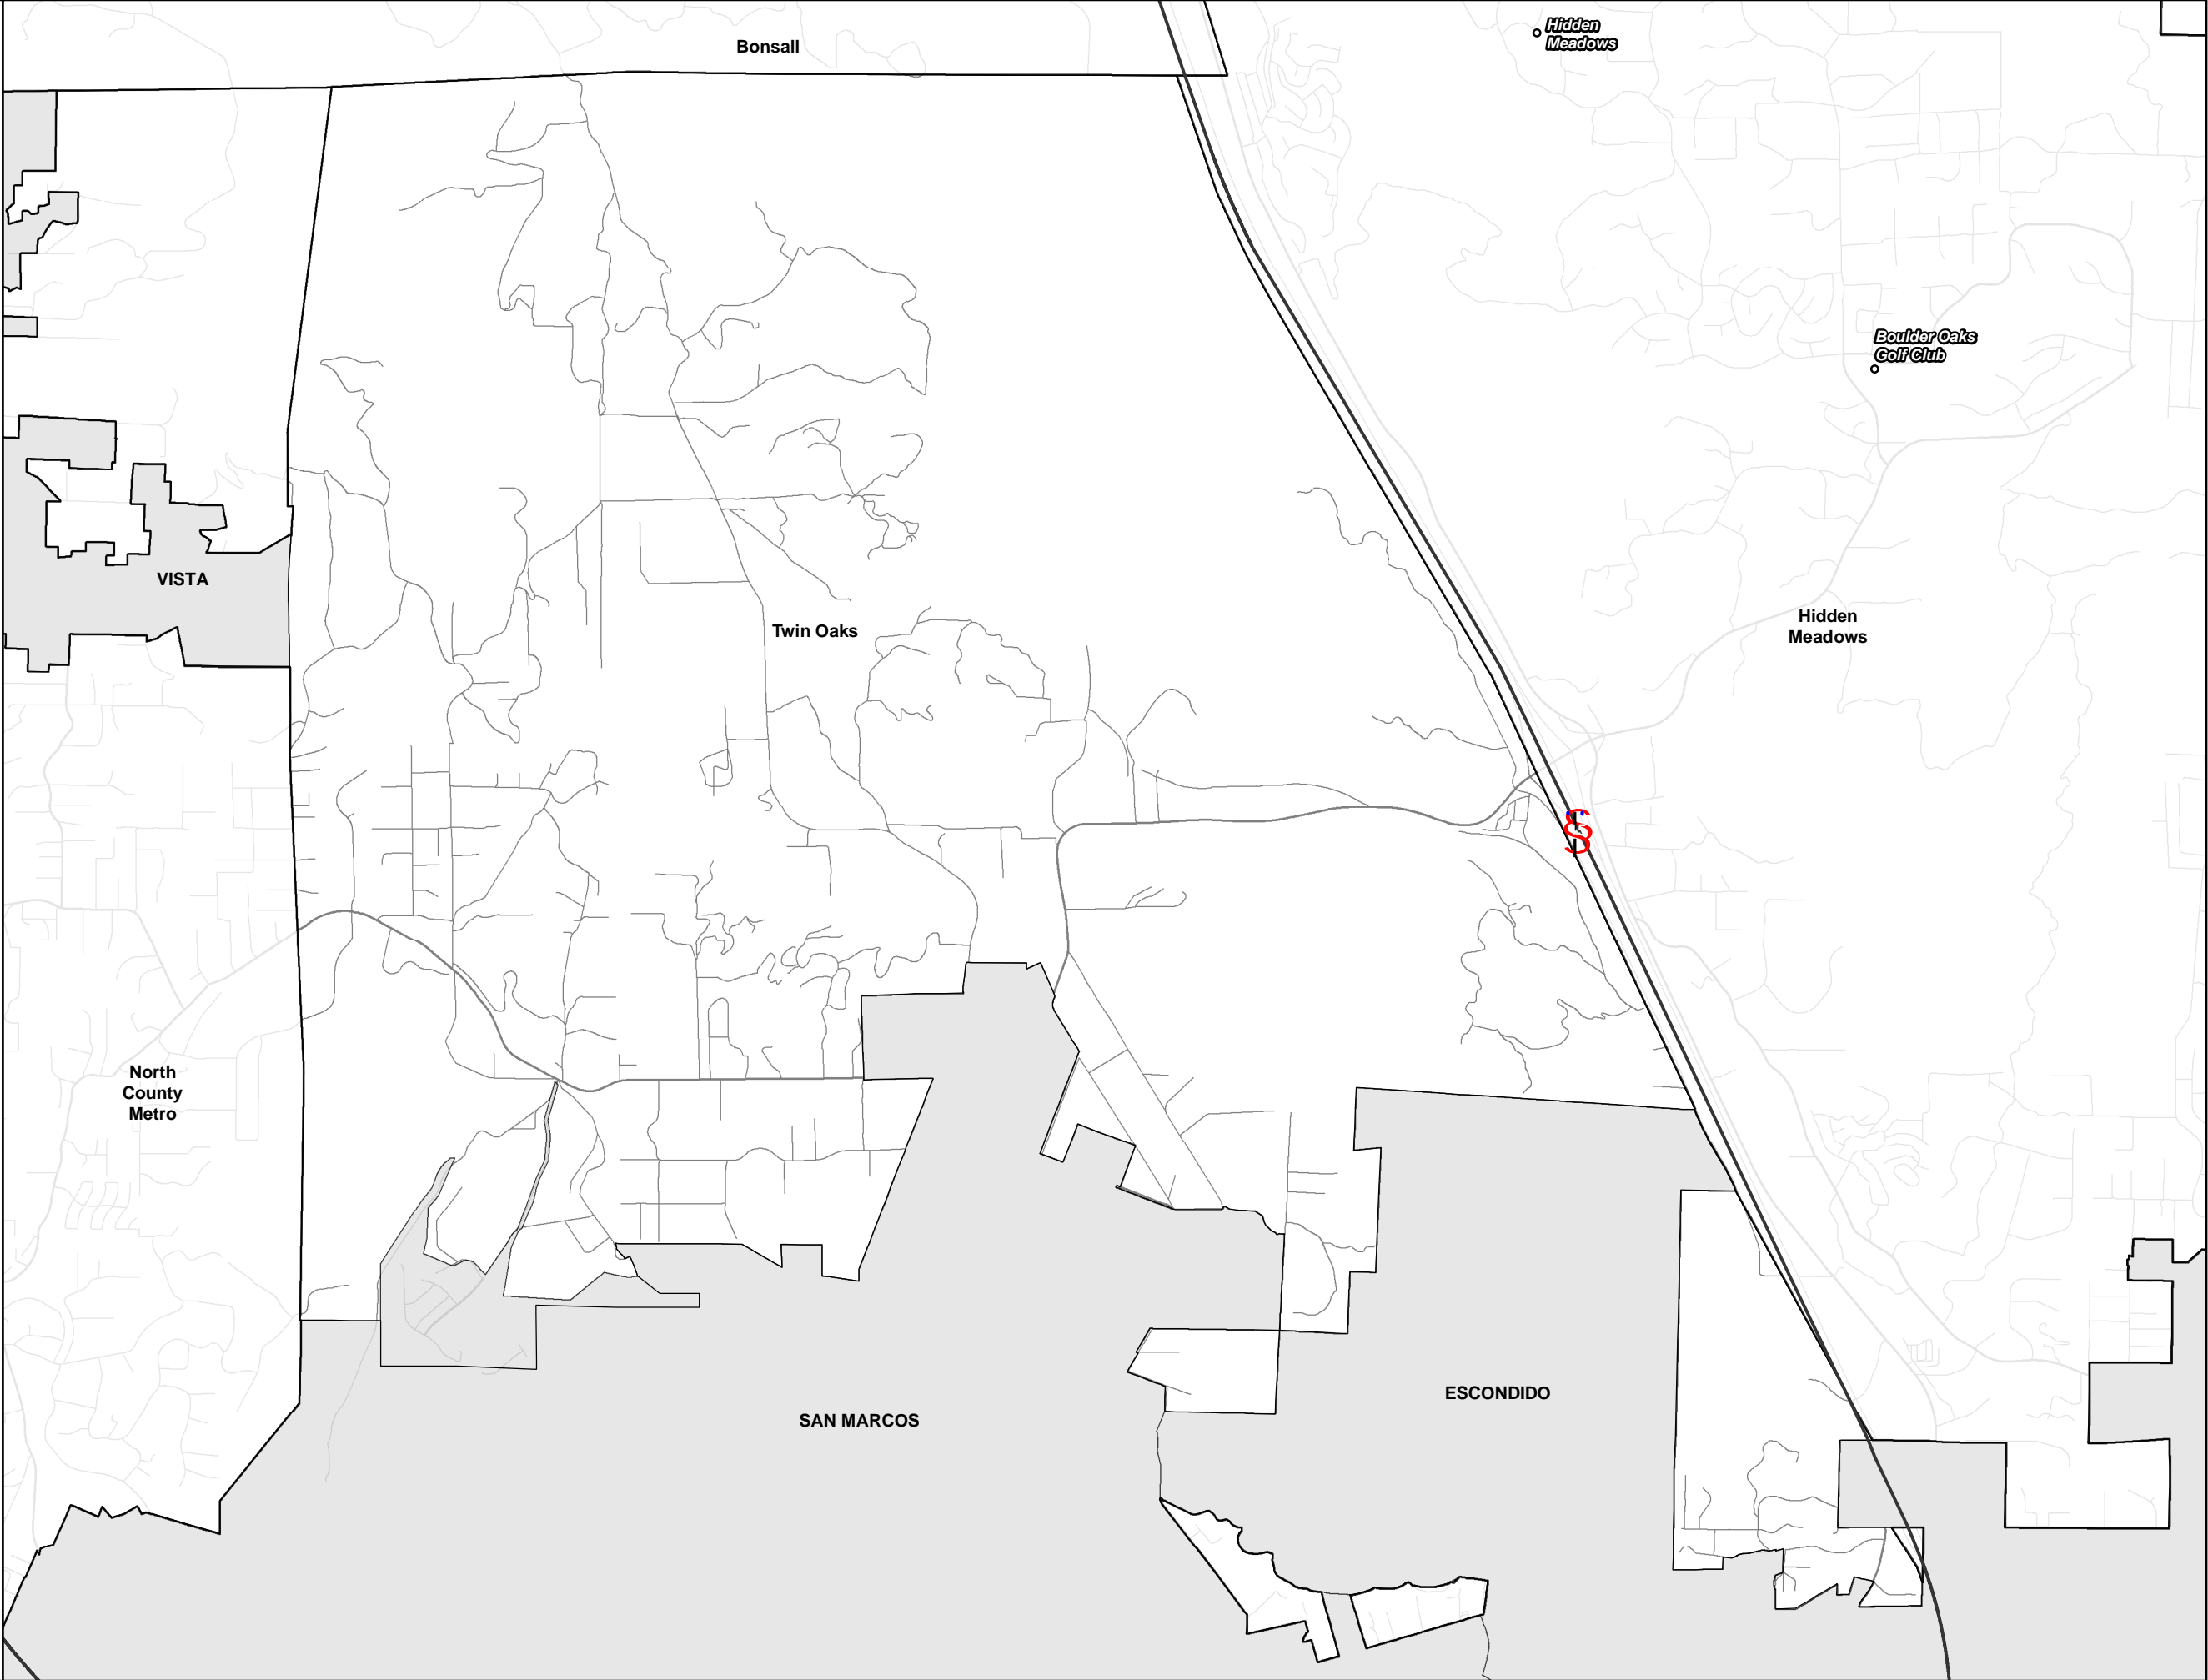 Bonsall
Hidden
Meadows
Boulder Oaks
Golf Club
VISTA
Twin Oaks
Hidden
Meadows
North
County
Metro
ESCONDIDO
SAN MARCOS